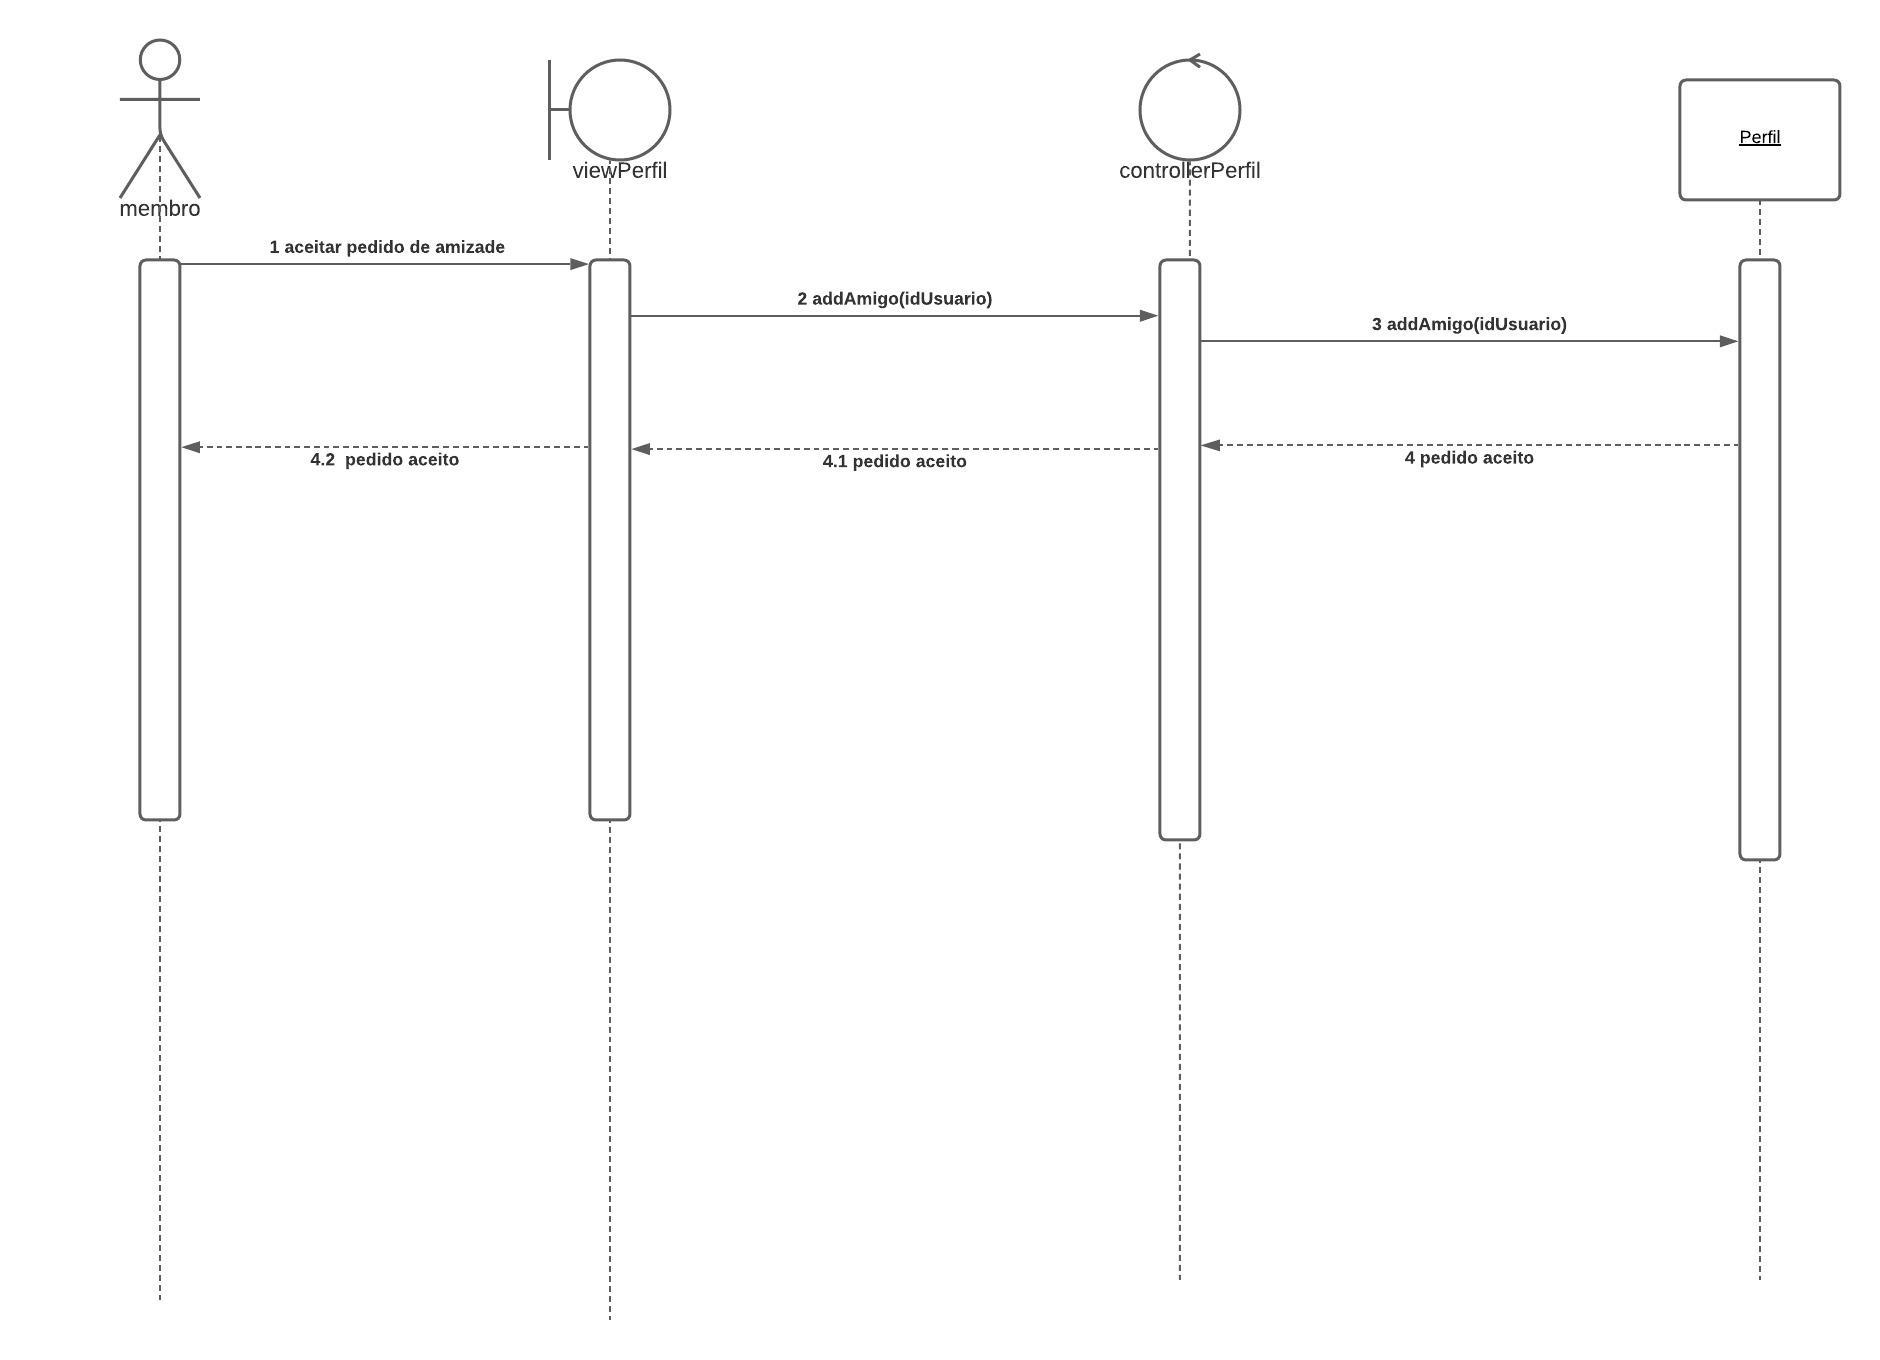 Perfil
viewPerfil
controllerPerfil
membro
1 aceitar pedido de amizade
2 addAmigo(idUsuario)
3 addAmigo(idUsuario)
4.2  pedido aceito
4.1 pedido aceito
4 pedido aceito